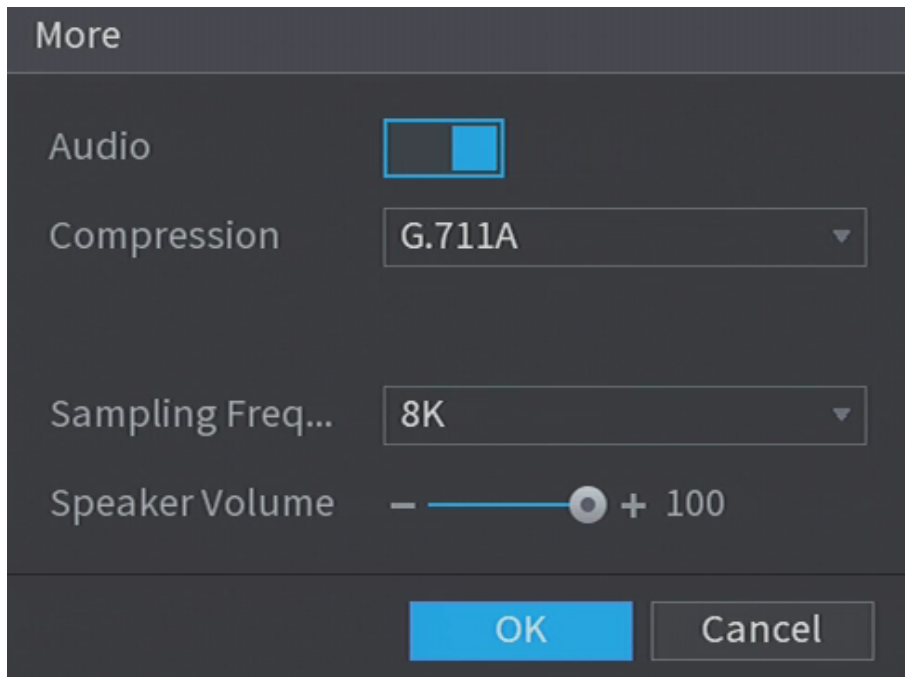 More
Audio
Compression G.711A
Sampling Freq... 8K
Speaker Volume − + 100
OK Cancel